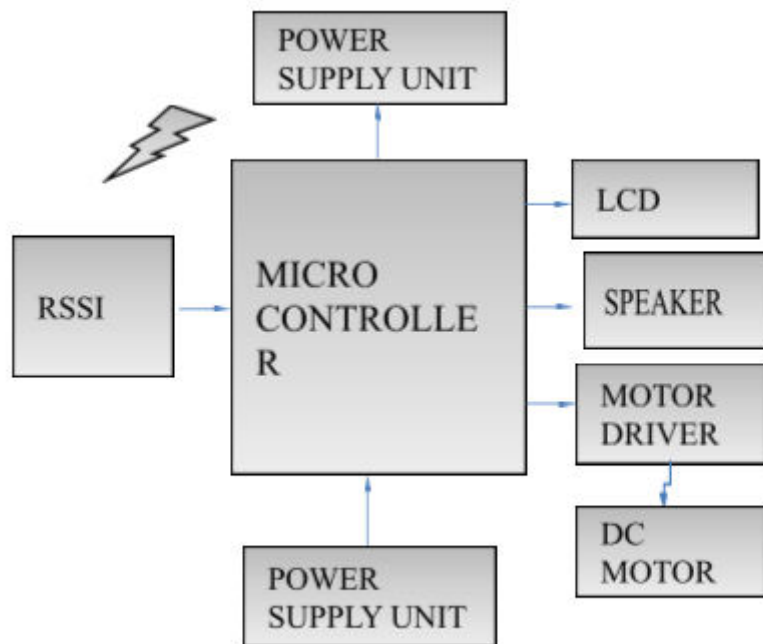 POWER
SUPPLY UNIT
LCD
RSSI
MICRO
CONTROLLE
R
SPEAKER
MOTOR
DRIVER
DC
MOTOR
POWER
SUPPLY UNIT